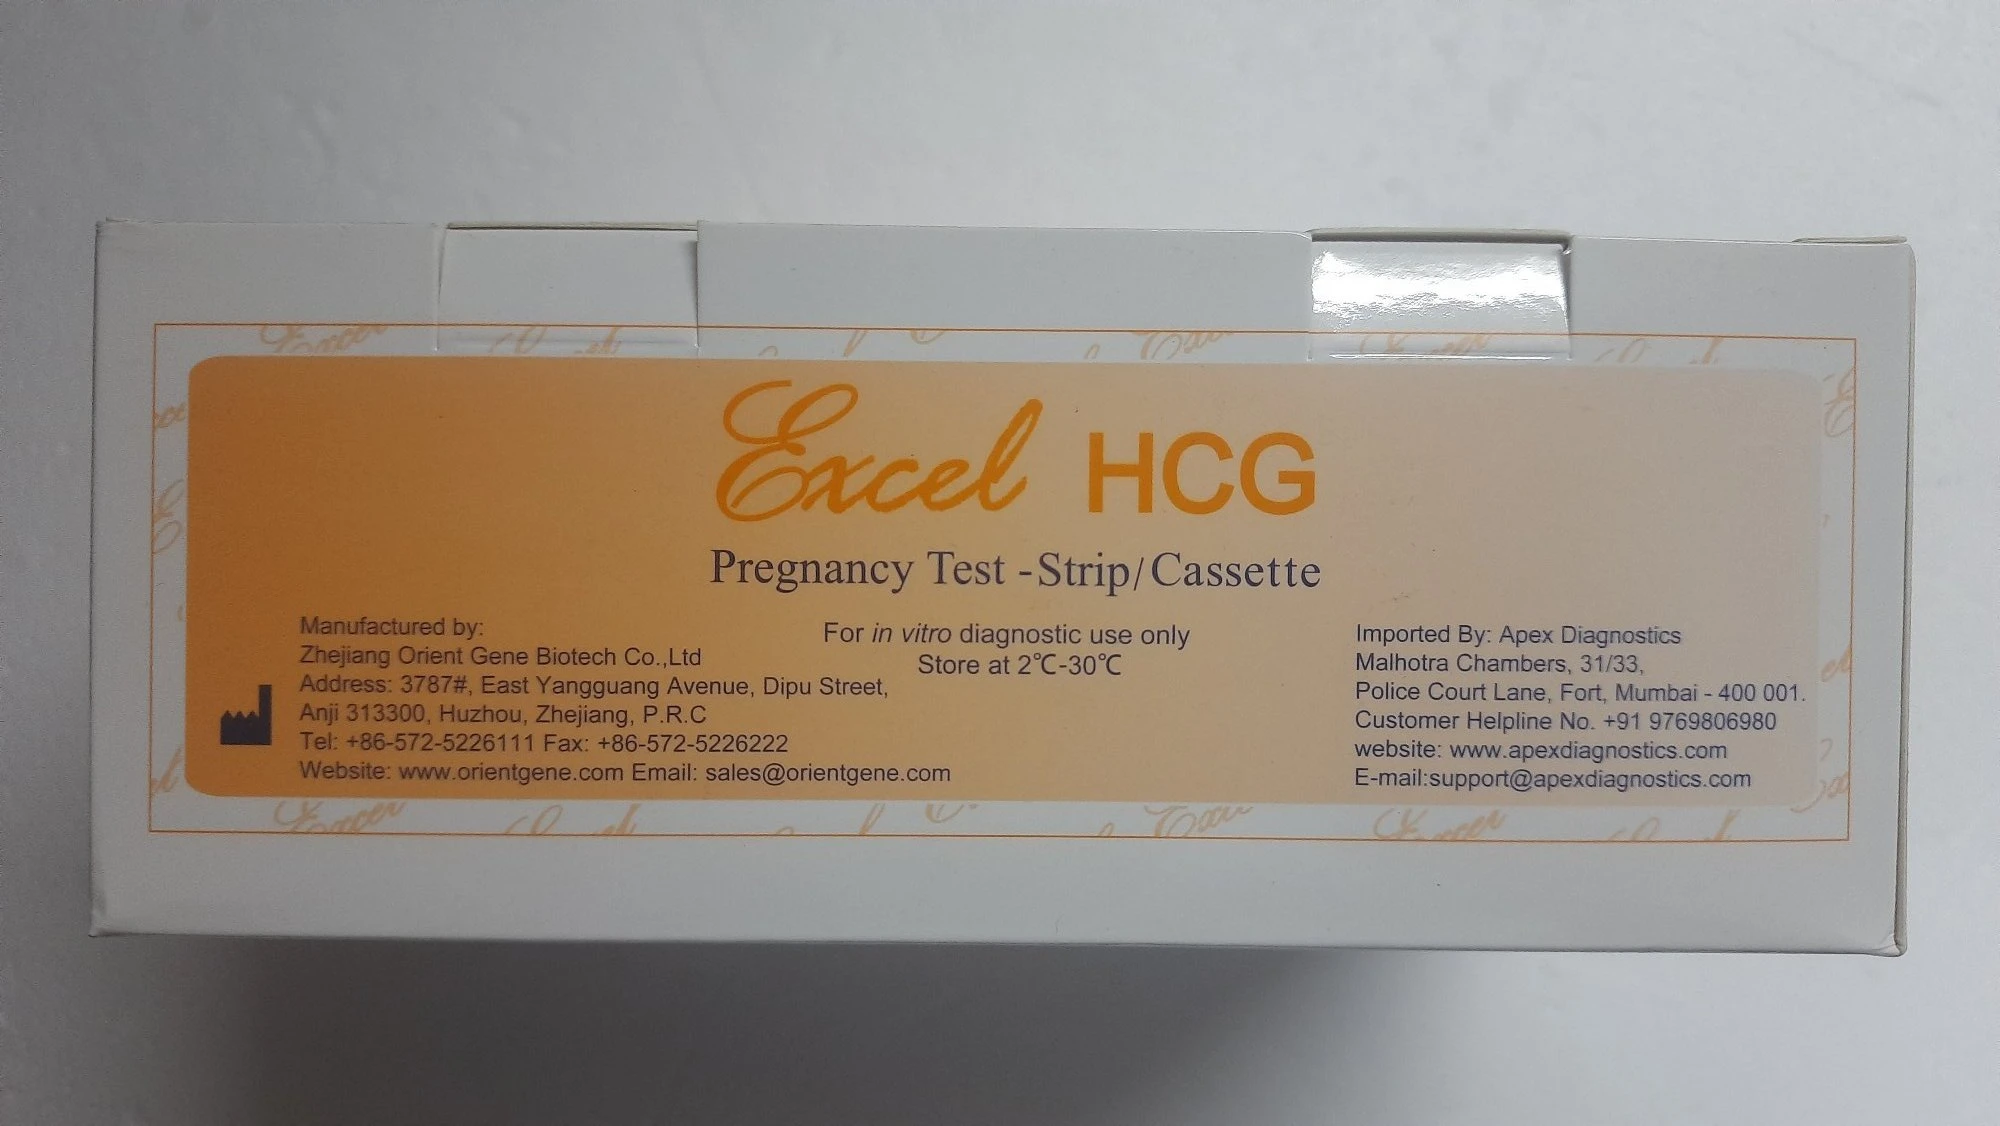 Excel HCG
Pregnancy Test -Strip/Cassette
Manufactured by:
Zhejiang Orient Gene Biotech Co.,Ltd
Address: 3787#, East Yangguang Avenue, Dipu Street,
Anji 313300, Huzhou, Zhejiang, P.R.C
Tel: +86-572-5226111 Fax: +86-572-5226222
Website: www.orientgene.com Email: sales@orientgene.com
For in vitro diagnostic use only
Store at 2℃-30℃
Imported By: Apex Diagnostics
Malhotra Chambers, 31/33,
Police Court Lane, Fort, Mumbai - 400 001.
Customer Helpline No. +91 9769806980
website: www.apexdiagnostics.com
E-mail:support@apexdiagnostics.com